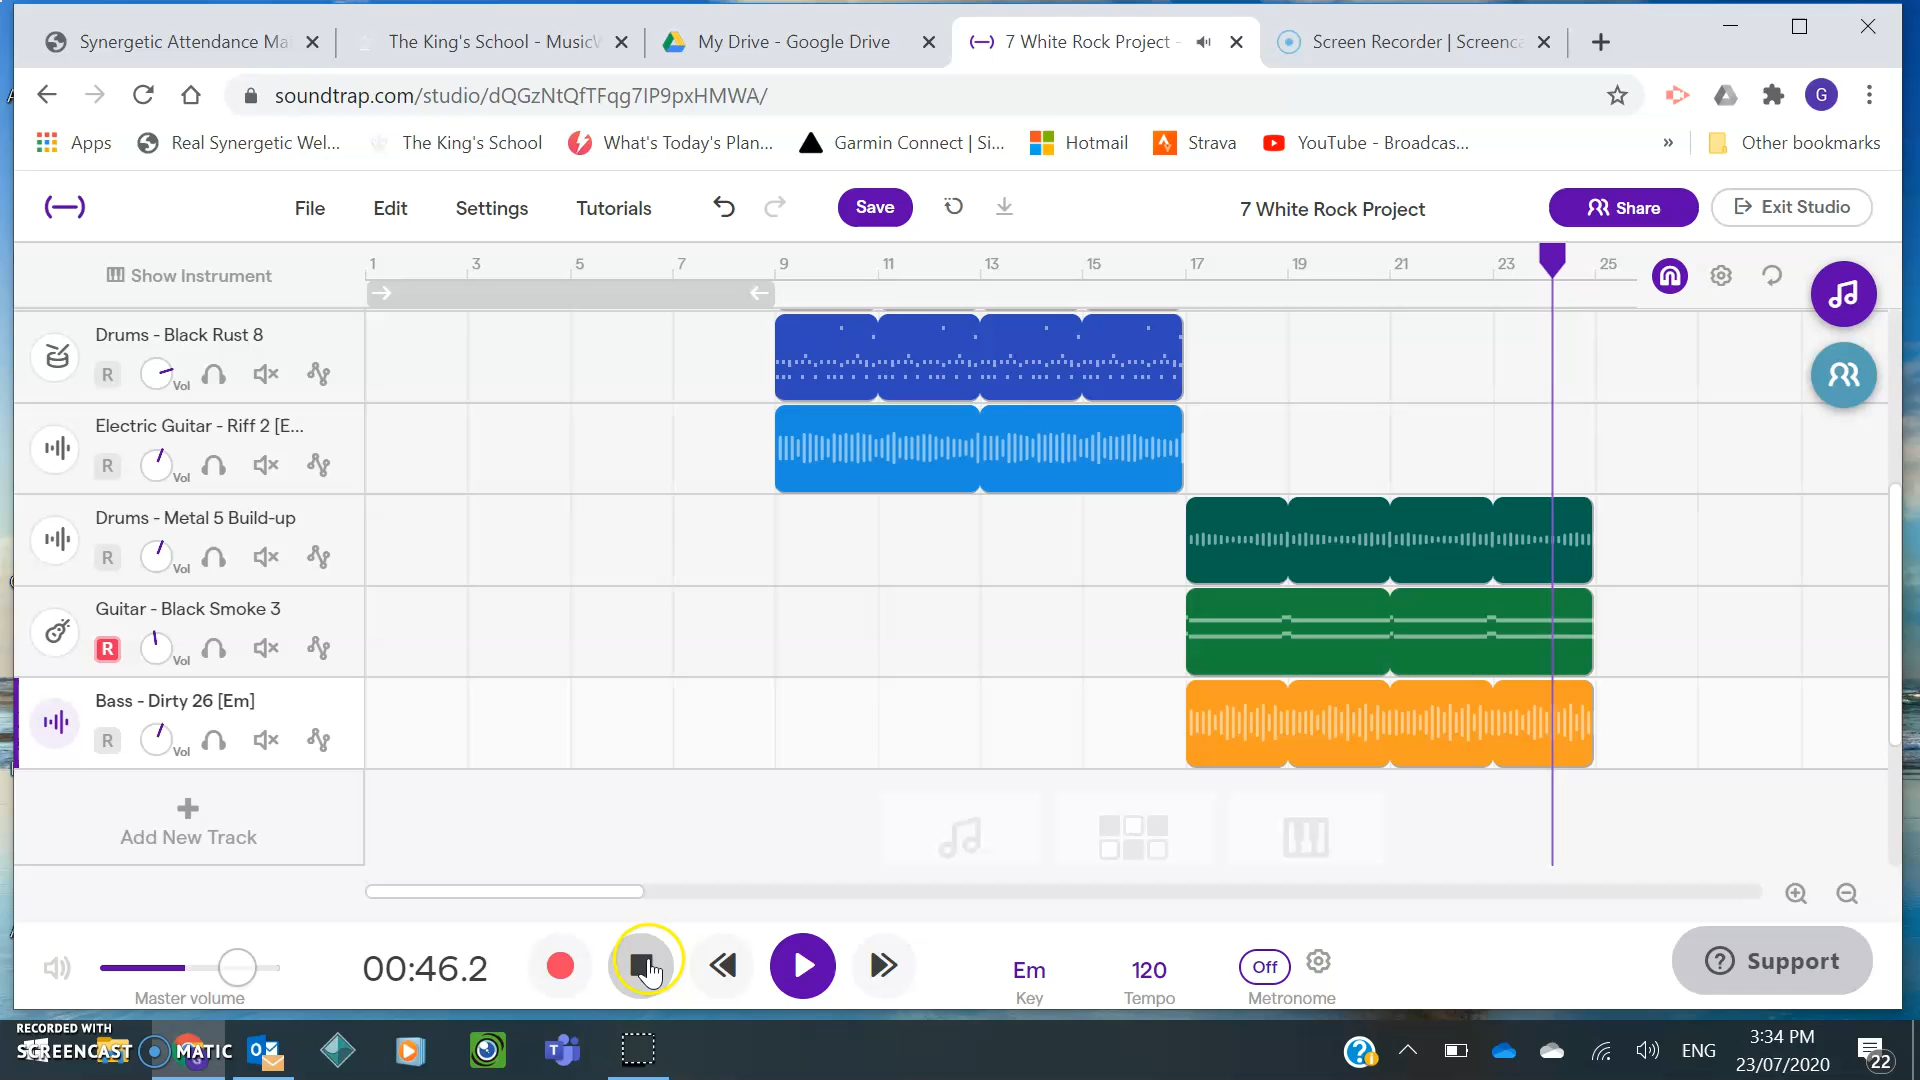 Synergetic Attendance Ma
The King's School - MusicW
My Drive - Google Drive
7 White Rock Project -
Screen Recorder | Screenca
soundtrap.com/studio/dQGzNtQfTFqg7IP9pxHMWA/
G
Apps
Real Synergetic Wel...
The King's School
What's Today's Plan...
Garmin Connect | Si...
Hotmail
Strava
YouTube - Broadcas...
»
Other bookmarks
File
Edit
Settings
Tutorials
Save
7 White Rock Project
Share
Exit Studio
Show Instrument
1 3 5 7 9 11 13 15 17 19 21 23 25
Drums - Black Rust 8
R
Vol
Electric Guitar - Riff 2 [E...
R
Vol
Drums - Metal 5 Build-up
R
Vol
Guitar - Black Smoke 3
R
Vol
Bass - Dirty 26 [Em]
R
Vol
Add New Track
Master volume
00:46.2
Em
Key
120
Tempo
Off
Metronome
Support
RECORDED WITH
SCREENCAST MATIC
ENG
3:34 PM
23/07/2020
22